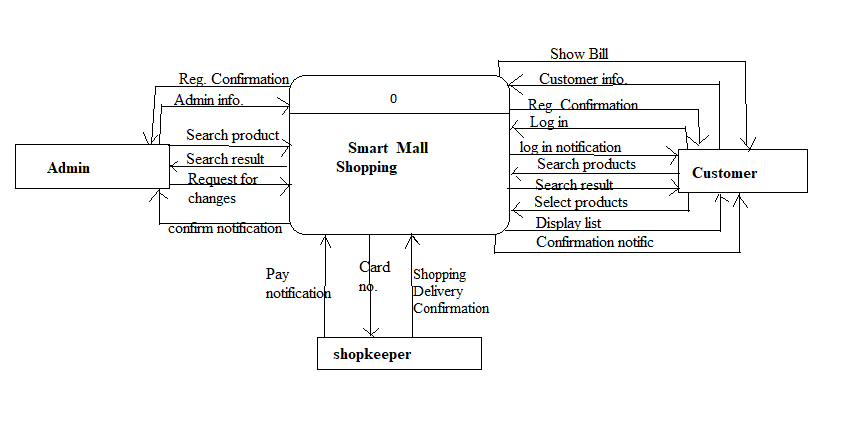 Show Bill
Reg. Confirmation
Customer info.
Admin info.
0
Reg. Confirmation
Log in
Search product
Smart Mall
Shopping
log in notification
Search result
Search products
Admin
Customer
Request for
changes
Search result
Select products
confirm notification
Display list
Confirmation notific
Pay
notification
Card
no.
Shopping
Delivery
Confirmation
shopkeeper